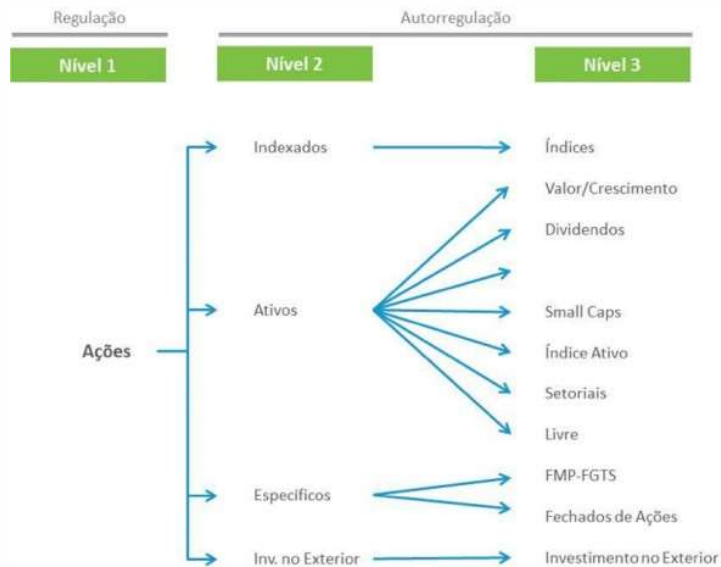 Regulação
Autorregulação
Nível 1
Nível 2
Nível 3
Indexados
Índices
Valor/Crescimento
Dividendos
Ativos
Small Caps
Índice Ativo
Ações
Setoriais
Livre
FMP-FGTS
Específicos
Fechados de Ações
Inv. no Exterior
Investimento no Exterior